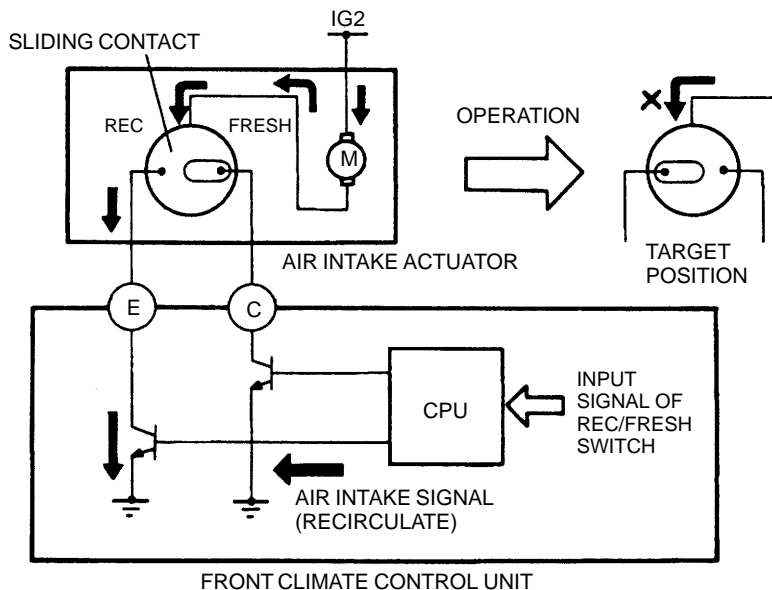 IG2
SLIDING CONTACT
REC
FRESH
M
OPERATION
AIR INTAKE ACTUATOR
TARGET
POSITION
E
C
CPU
INPUT
SIGNAL OF
REC/FRESH
SWITCH
AIR INTAKE SIGNAL
(RECIRCULATE)
FRONT CLIMATE CONTROL UNIT